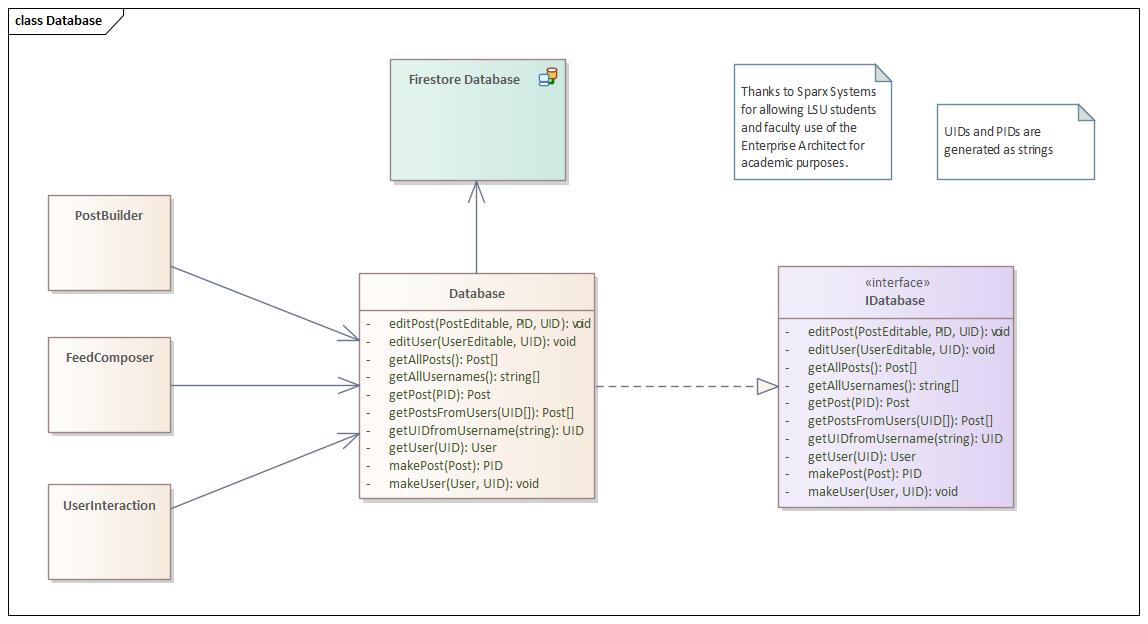 class Database
Firestore Database
Thanks to Sparx Systems
for allowing LSU students
and faculty use of the
Enterprise Architect for
academic purposes.
UIDs and PIDs are
generated as strings
PostBuilder
FeedComposer
UserInteraction
Database
- editPost(PostEditable, PID, UID): void
- editUser(UserEditable, UID): void
- getAllPosts(): Post[]
- getAllUsernames(): string[]
- getPost(PID): Post
- getPostsFromUsers(UID[]): Post[]
- getUIDfromUsername(string): UID
- getUser(UID): User
- makePost(Post): PID
- makeUser(User, UID): void
«interface»
IDatabase
- editPost(PostEditable, PID, UID): void
- editUser(UserEditable, UID): void
- getAllPosts(): Post[]
- getAllUsernames(): string[]
- getPost(PID): Post
- getPostsFromUsers(UID[]): Post[]
- getUIDfromUsername(string): UID
- getUser(UID): User
- makePost(Post): PID
- makeUser(User, UID): void